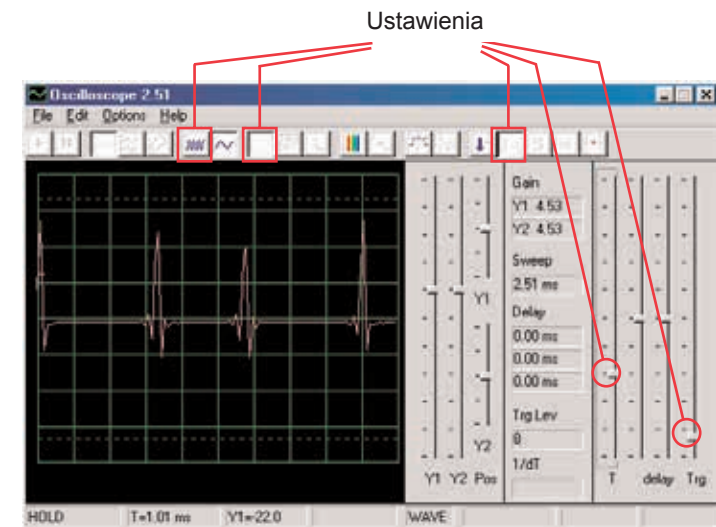 Ustawienia
Oscilloscope 2.51
File Edit Options Help
Gain
Y1 4.53
Y2 4.53
Sweep
2.51 ms
Delay
0.00 ms
0.00 ms
0.00 ms
Trg Lev
1/dT
Y1
Y2
Y1 Y2 Pos
T delay Trg
HOLD T=1.01 ms Y1=-22.0 WAVE